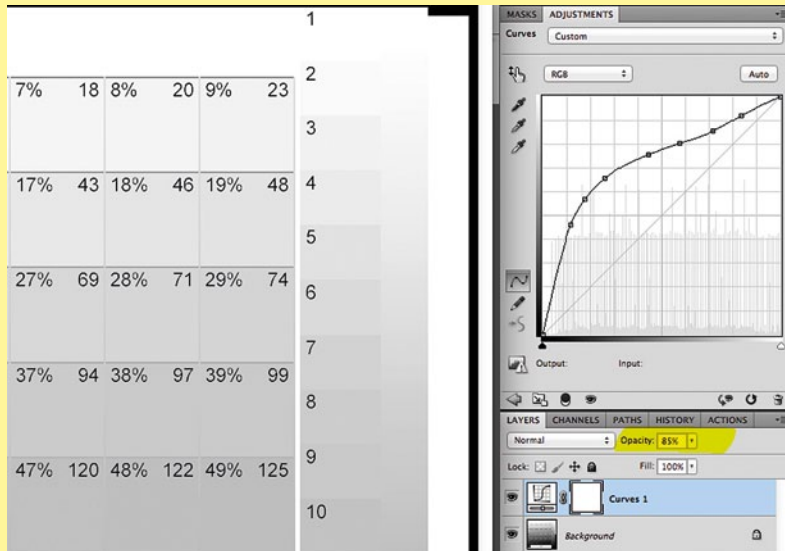 1
2
7% 18 8% 20 9% 23
3
17% 43 18% 46 19% 48
4
5
27% 69 28% 71 29% 74
6
7
37% 94 38% 97 39% 99
8
9
47% 120 48% 122 49% 125
10
MASKS ADJUSTMENTS
Curves Custom
RGB Auto
Output: Input:
LAYERS CHANNELS PATHS HISTORY ACTIONS
Normal Opacity: 85%
Lock: Fill: 100%
Curves 1
Background